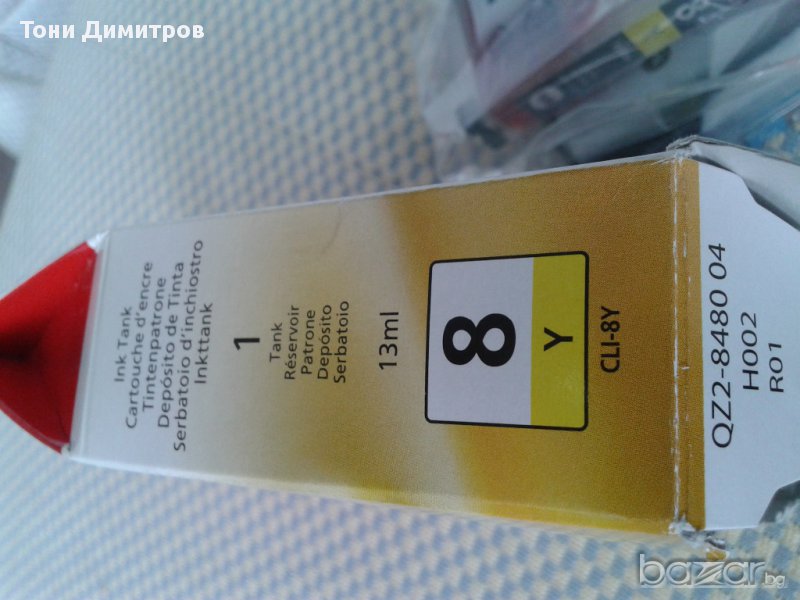 Тони Димитров
Ink Tank
Cartouche d'encre
Tintenpatrone
Depósito de Tinta
Serbatoio d'inchiostro
Inkttank
1
Tank
Réservoir
Patrone
Depósito
Serbatoio
13ml
8
Y
CLI-8Y
QZ2-8480 04
H002
R01
bazar.bg